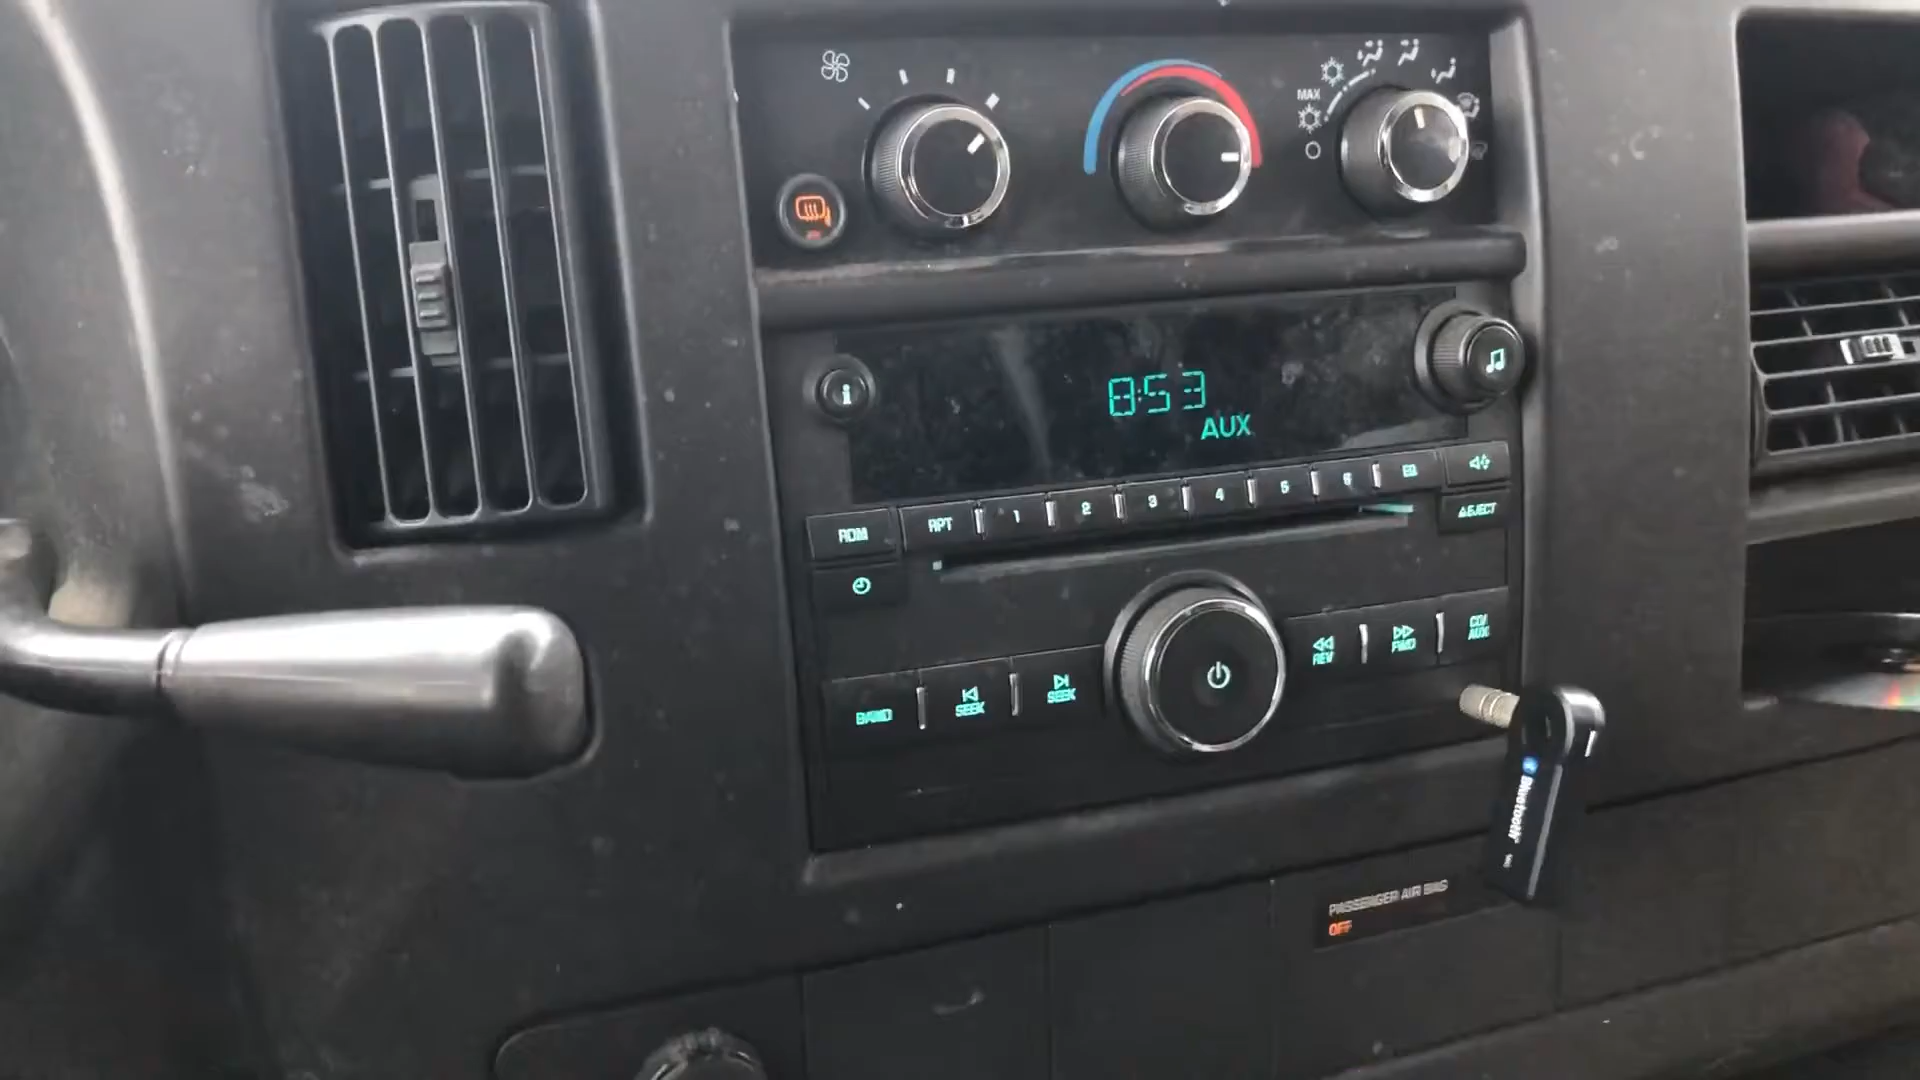 MAX
8:53
AUX
RDM
RPT
1
2
3
4
5
6
EQ
EJECT
BAND
SEEK
SEEK
REV
FWD
CD/
AUX
Bluetooth
PASSENGER AIR BAG
OFF